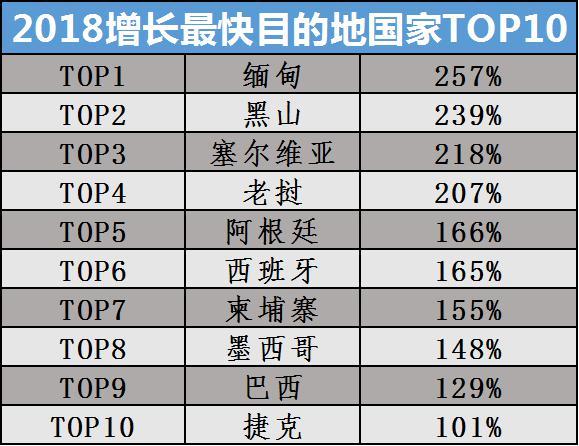 2018增长最快目的地国家TOP10
TOP1 缅甸 257%
TOP2 黑山 239%
TOP3 塞尔维亚 218%
TOP4 老挝 207%
TOP5 阿根廷 166%
TOP6 西班牙 165%
TOP7 柬埔寨 155%
TOP8 墨西哥 148%
TOP9 巴西 129%
TOP10 捷克 101%